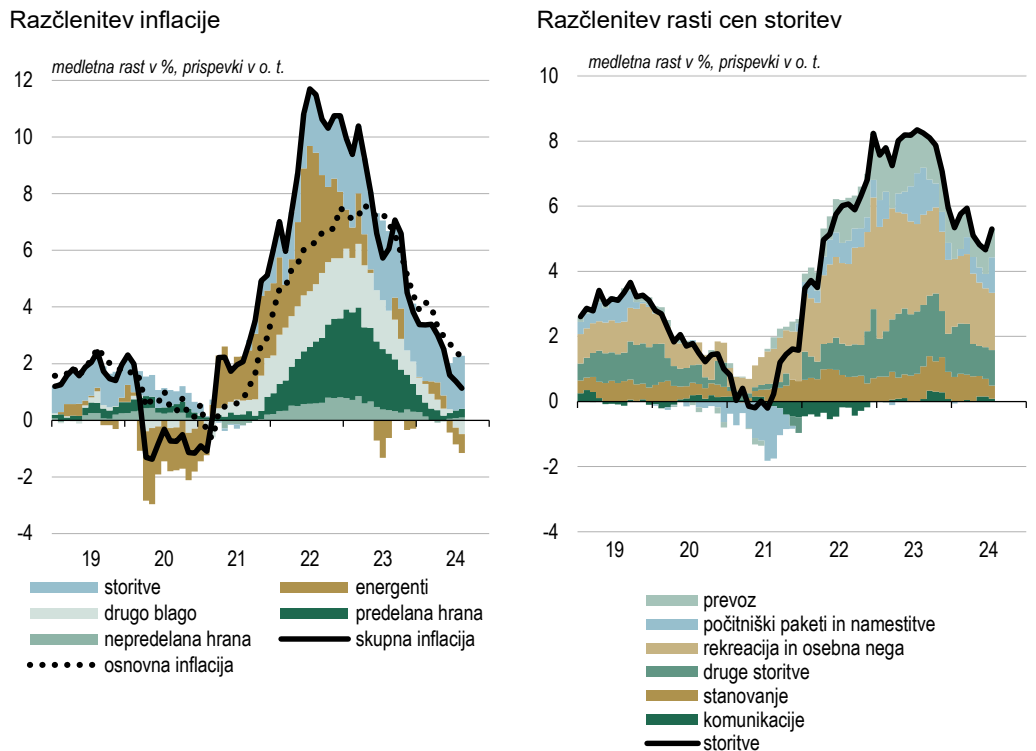 Razčlenitev inflacije
medletna rast v %, prispevki v o. t.
12
10
8
6
4
2
0
-2
-4
19 20 21 22 23 24
storitve
energenti
drugo blago
predelana hrana
nepredelana hrana
skupna inflacija
osnovna inflacija
Razčlenitev rasti cen storitev
medletna rast v %, prispevki v o. t.
10
8
6
4
2
0
-2
-4
19 20 21 22 23 24
prevoz
počitniški paketi in namestitve
rekreacija in osebna nega
druge storitve
stanovanje
komunikacije
storitve